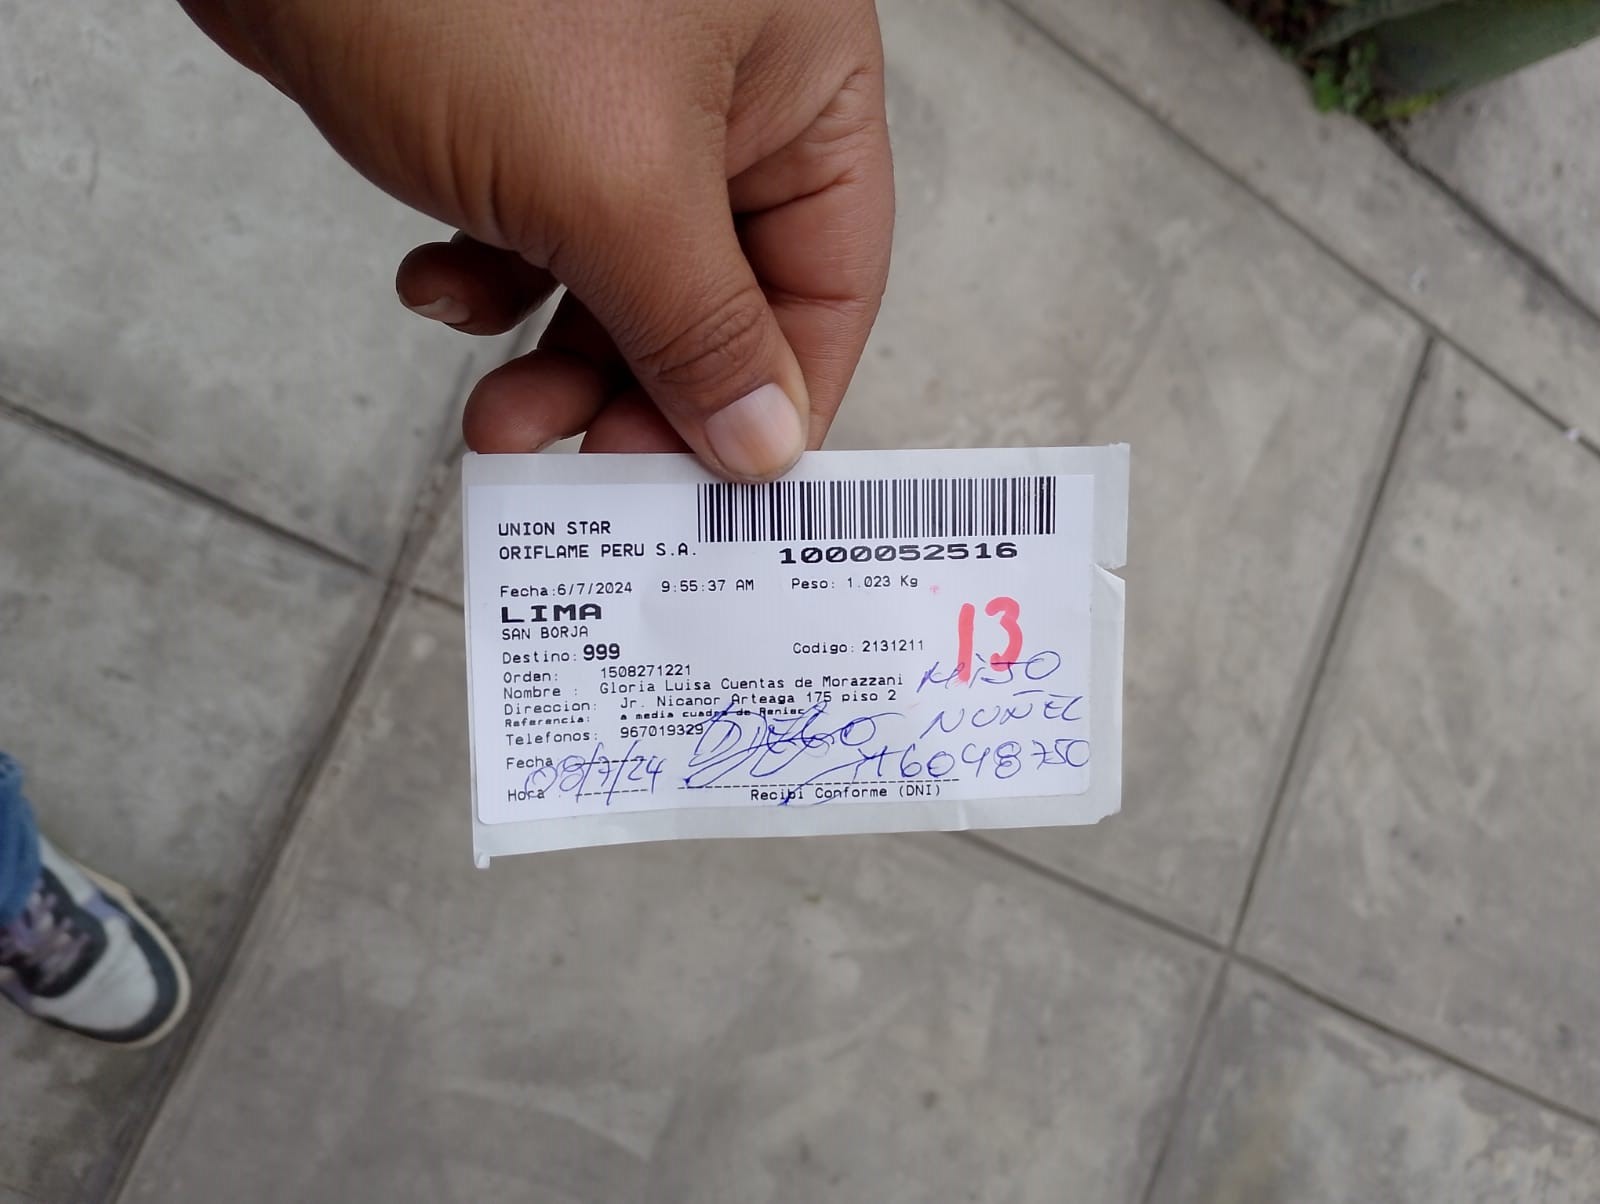 UNION STAR
ORIFLAME PERU S.A.
1000052516
Fecha:6/7/2024 9:55:37 AM Peso: 1.023 Kg
LIMA
13
SAN BORJA
Destino: 999 Codigo: 2131211
Orden: 1508271221
Nombre : Gloria Luisa Cuentas de Morazzani
Direccion: Jr. Nicanor Arteaga 175 piso 2
Referencia: a media cuadra de Reniec
Telefonos: 967019329
DIEGO NUÑEZ
Fecha 08/7/24
Hora :
Recibi Conforme (DNI)